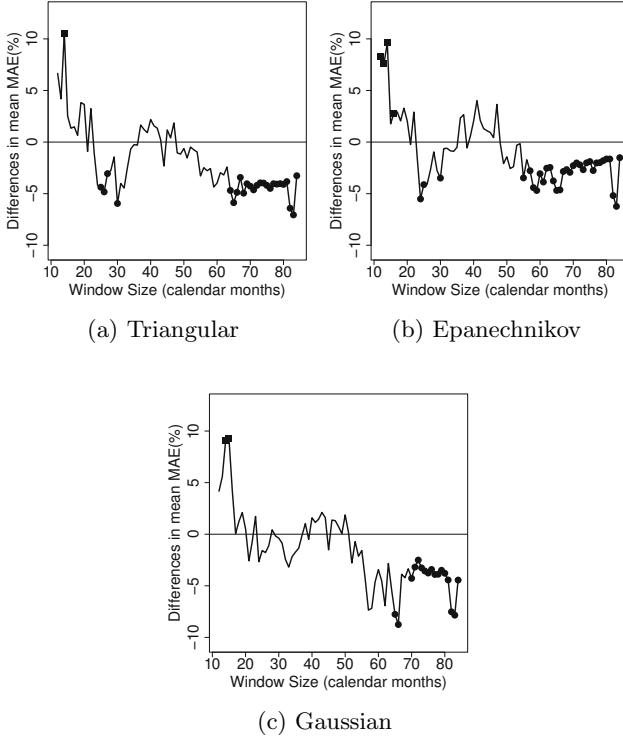 Differences in mean MAE(%)
10
5
0
−5
−10
10 20 30 40 50 60 70 80
Window Size (calendar months)
(a) Triangular
Differences in mean MAE(%)
10
5
0
−5
−10
10 20 30 40 50 60 70 80
Window Size (calendar months)
(b) Epanechnikov
Differences in mean MAE(%)
10
5
0
−5
−10
10 20 30 40 50 60 70 80
Window Size (calendar months)
(c) Gaussian